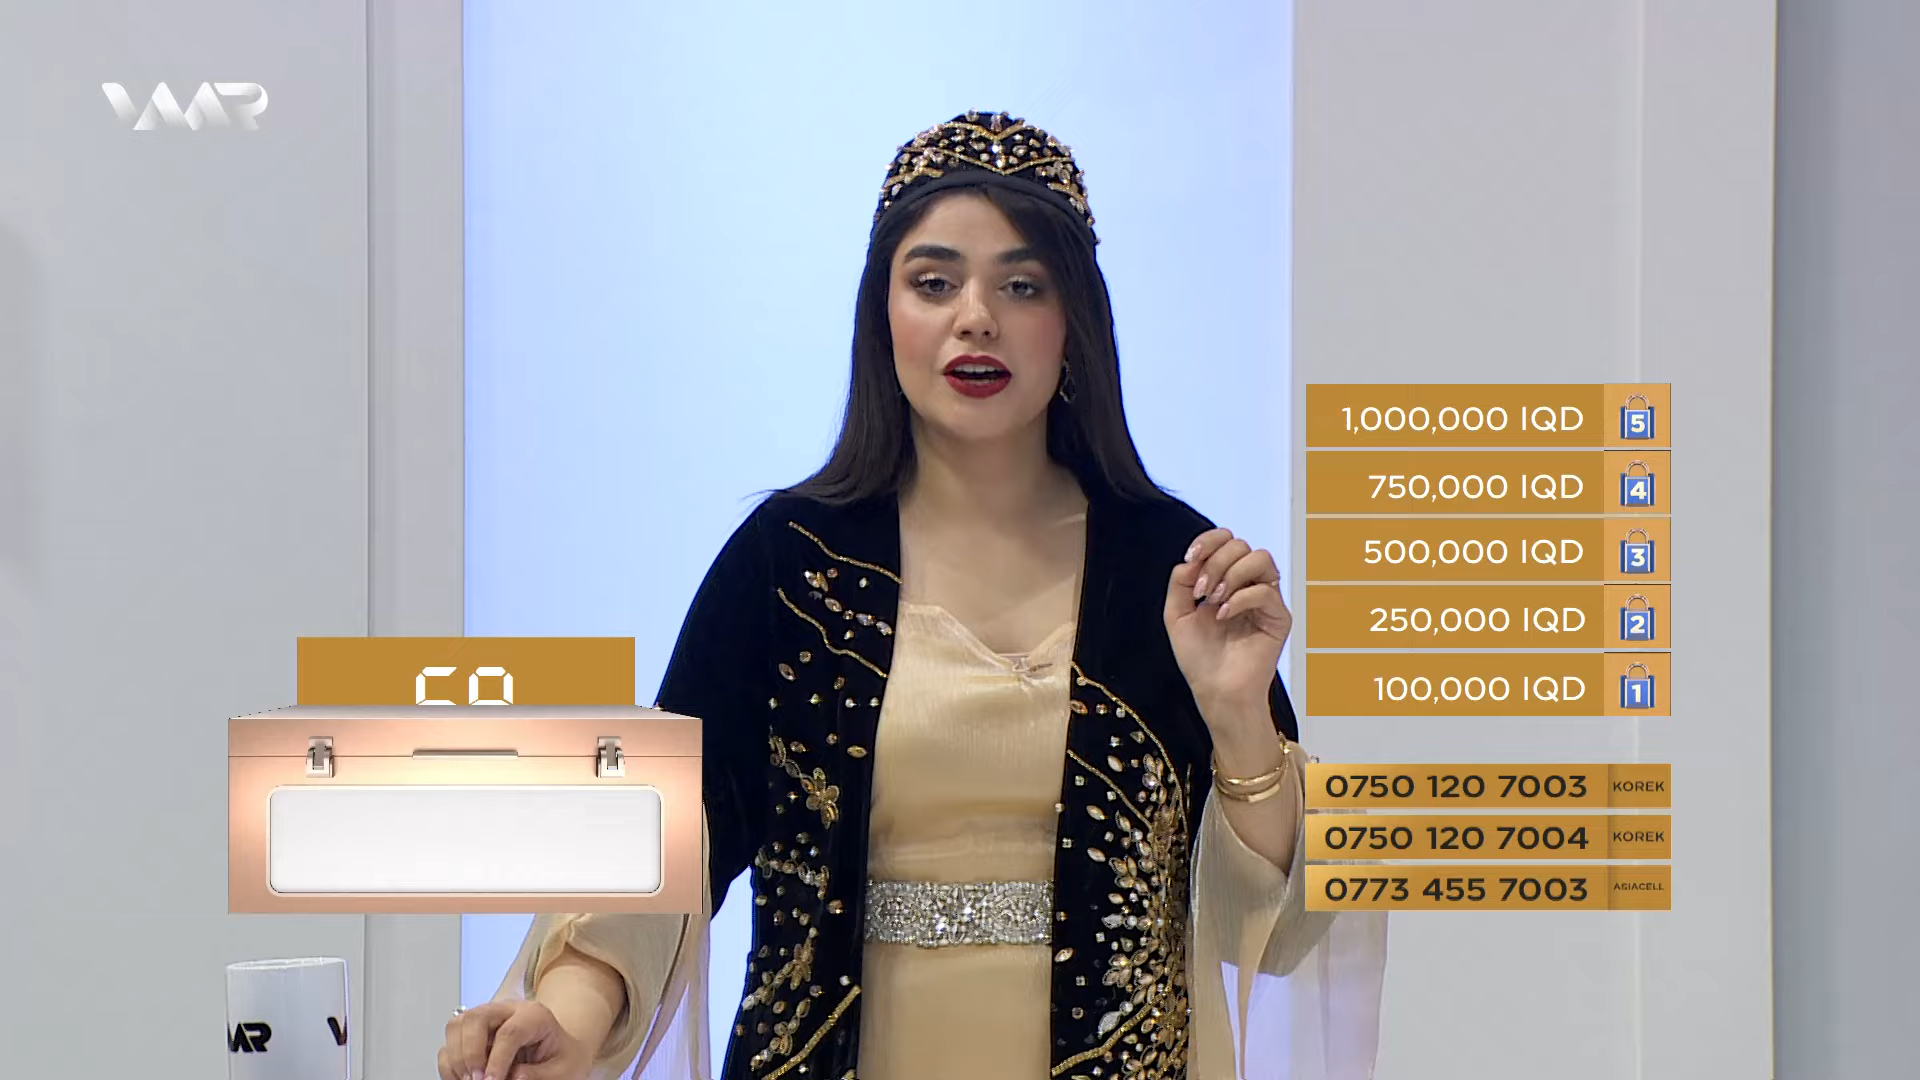 VAAR
1,000,000 IQD 5
750,000 IQD 4
500,000 IQD 3
250,000 IQD 2
100,000 IQD 1
0750 120 7003 KOREK
0750 120 7004 KOREK
0773 455 7003 ASIACELL